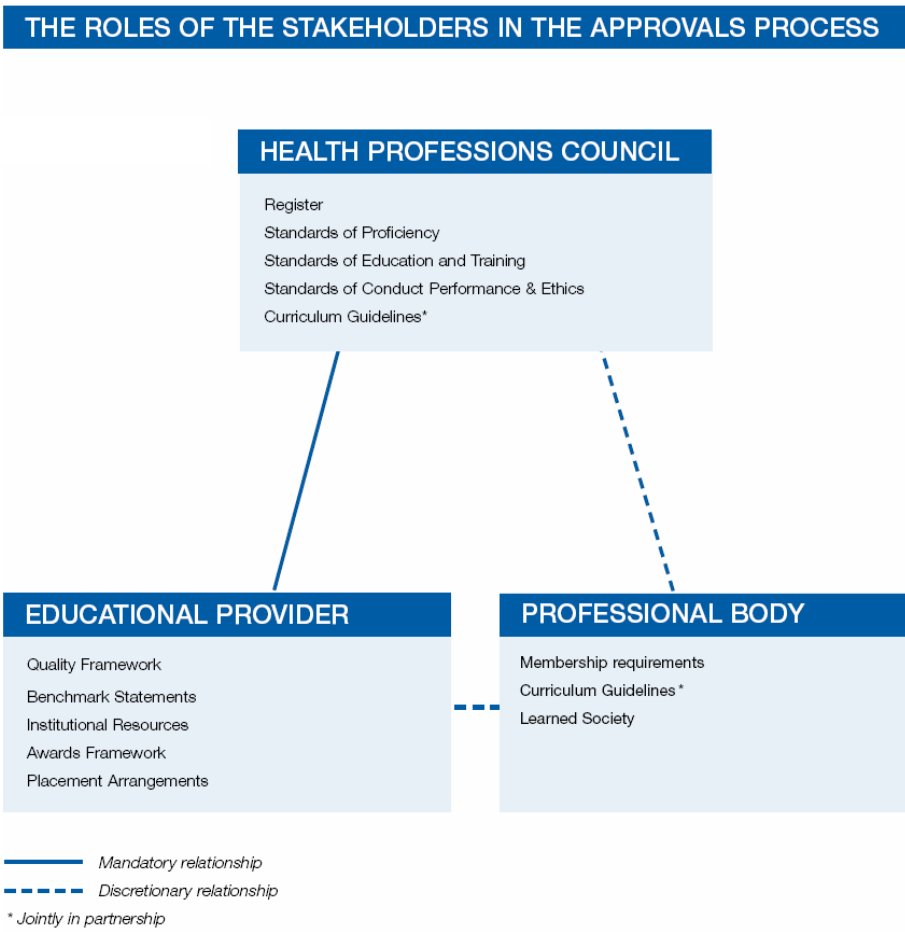 THE ROLES OF THE STAKEHOLDERS IN THE APPROVALS PROCESS
HEALTH PROFESSIONS COUNCIL
Register
Standards of Proficiency
Standards of Education and Training
Standards of Conduct Performance & Ethics
Curriculum Guidelines*
EDUCATIONAL PROVIDER
Quality Framework
Benchmark Statements
Institutional Resources
Awards Framework
Placement Arrangements
PROFESSIONAL BODY
Membership requirements
Curriculum Guidelines *
Learned Society
Mandatory relationship
Discretionary relationship
* Jointly in partnership